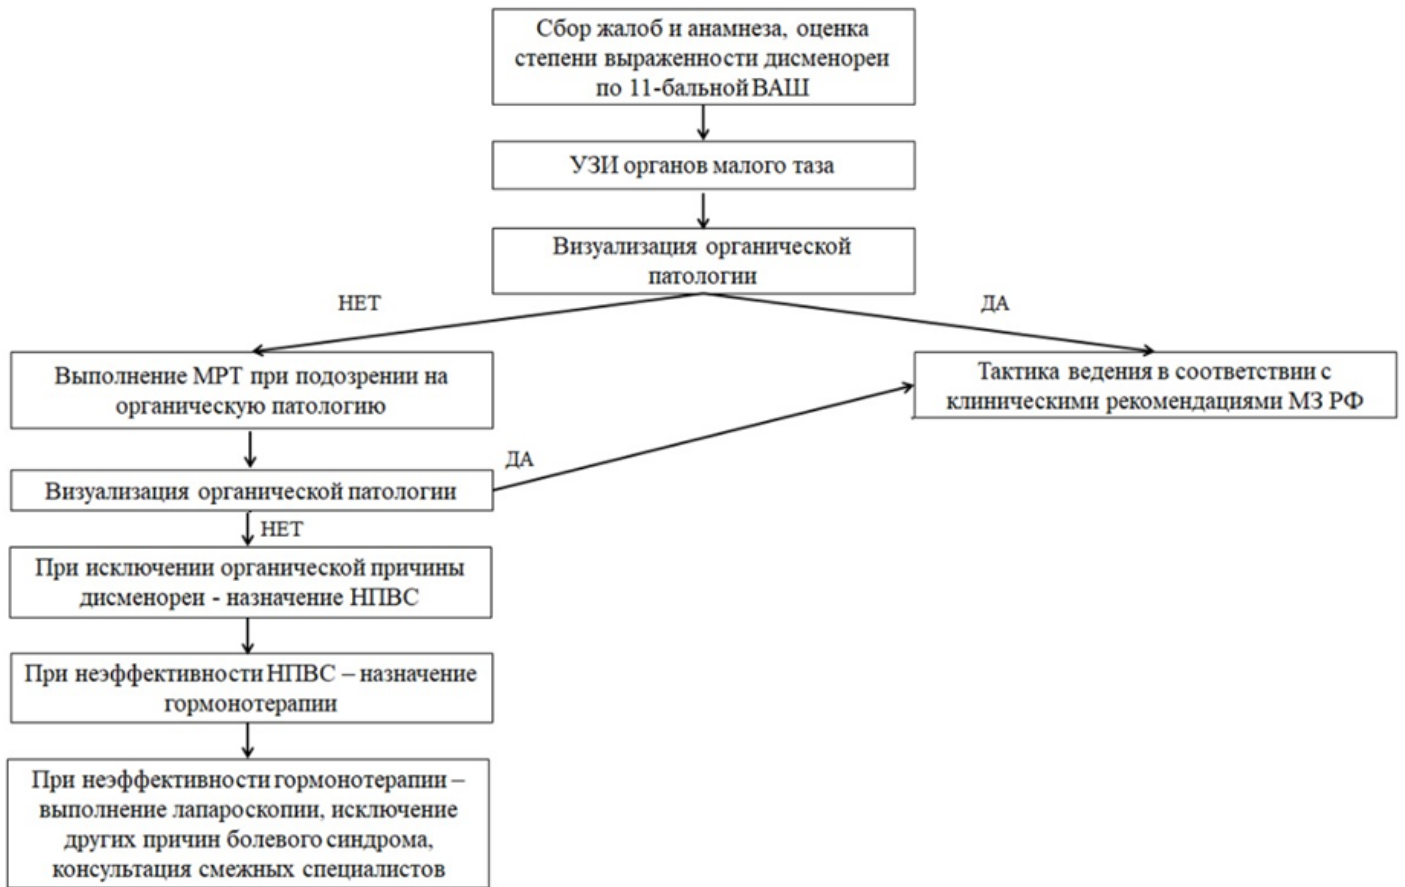 Сбор жалоб и анамнеза, оценка
степени выраженности дисменореи
по 11-бальной ВАШ
УЗИ органов малого таза
Визуализация органической
патологии
НЕТ
ДА
Выполнение МРТ при подозрении на
органическую патологию
Тактика ведения в соответствии с
клиническими рекомендациями МЗ РФ
ДА
Визуализация органической патологии
НЕТ
При исключении органической причины
дисменореи - назначение НПВС
При неэффективности НПВС – назначение
гормонотерапии
При неэффективности гормонотерапии –
выполнение лапароскопии, исключение
других причин болевого синдрома,
консультация смежных специалистов